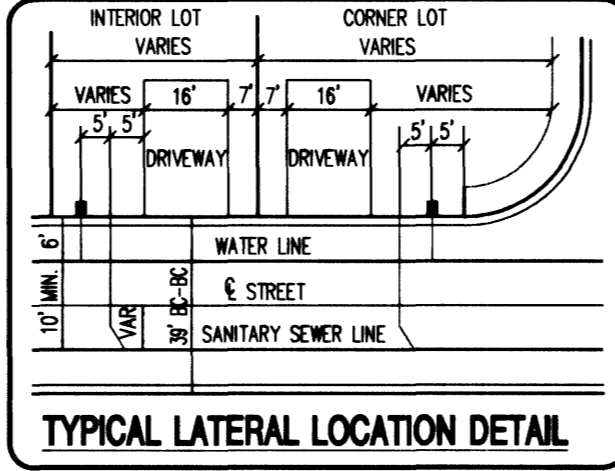 INTERIOR LOT CORNER LOT
VARIES VARIES
VARIES 16' 7' 7' 16' VARIES
5' 5' 5' 5'
DRIVEWAY DRIVEWAY
6' WATER LINE
10' MIN. 39' BC-BC ℄ STREET
VAR SANITARY SEWER LINE
TYPICAL LATERAL LOCATION DETAIL